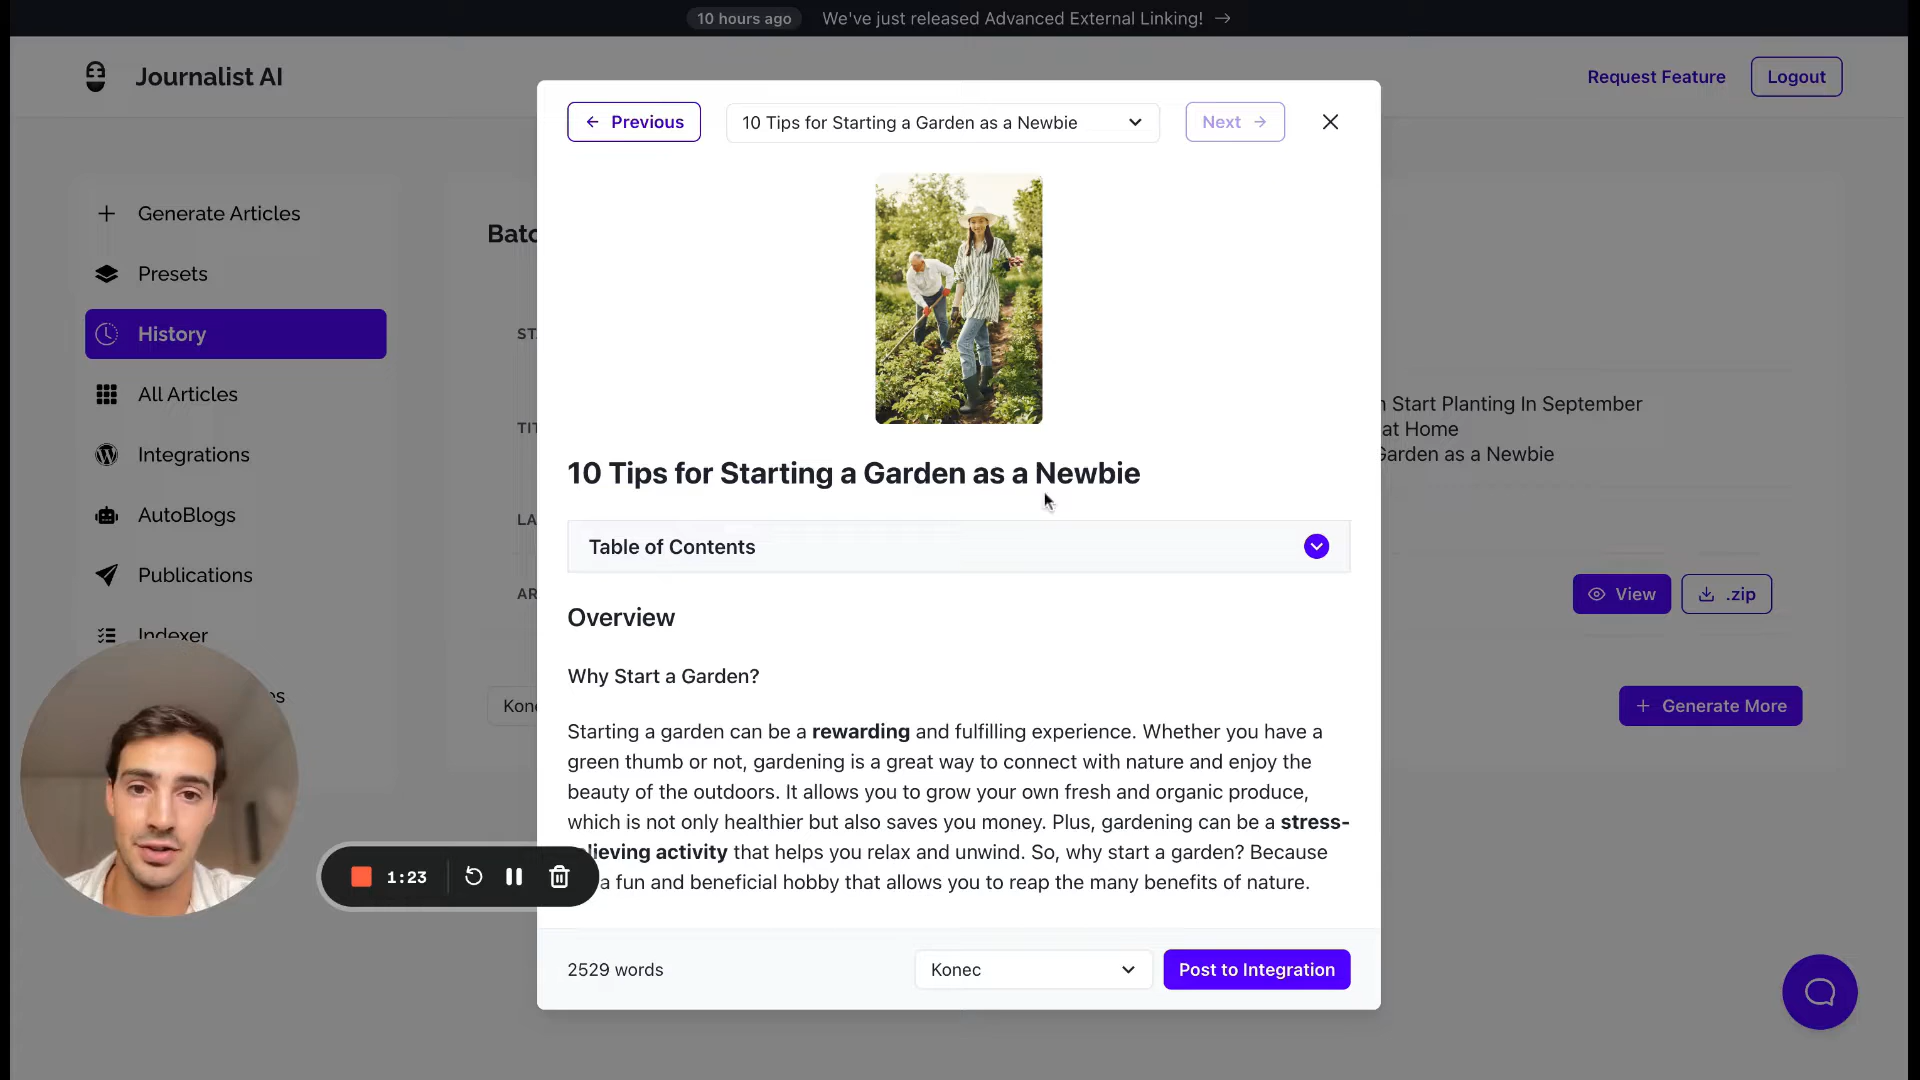 10 hours ago We've just released Advanced External Linking! →
Journalist AI
Request Feature
Logout
← Previous
10 Tips for Starting a Garden as a Newbie
Next →
Generate Articles
Presets
History
All Articles
Integrations
AutoBlogs
Publications
Indexer
es
Batc
ST
TIT
LA
AR
Kone
Start Planting In September
at Home
Garden as a Newbie
View
.zip
+ Generate More
10 Tips for Starting a Garden as a Newbie
Table of Contents
Overview
Why Start a Garden?
Starting a garden can be a rewarding and fulfilling experience. Whether you have a
green thumb or not, gardening is a great way to connect with nature and enjoy the
beauty of the outdoors. It allows you to grow your own fresh and organic produce,
which is not only healthier but also saves you money. Plus, gardening can be a stress-
lieving activity that helps you relax and unwind. So, why start a garden? Because
a fun and beneficial hobby that allows you to reap the many benefits of nature.
1:23
2529 words
Konec
Post to Integration